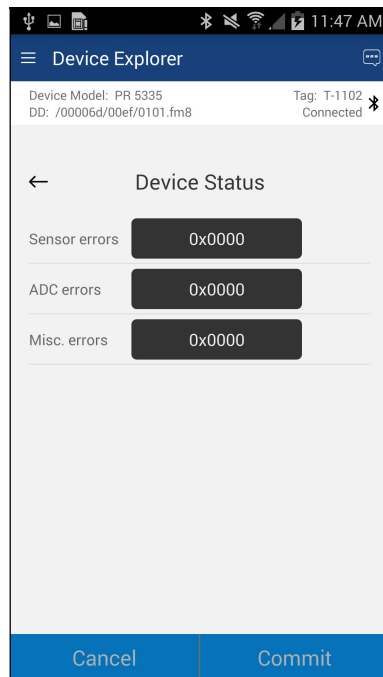 11:47 AM
Device Explorer
Device Model: PR 5335
Tag: T-1102
DD: /00006d/00ef/0101.fm8
Connected
Device Status
Sensor errors 0x0000
ADC errors 0x0000
Misc. errors 0x0000
Cancel Commit